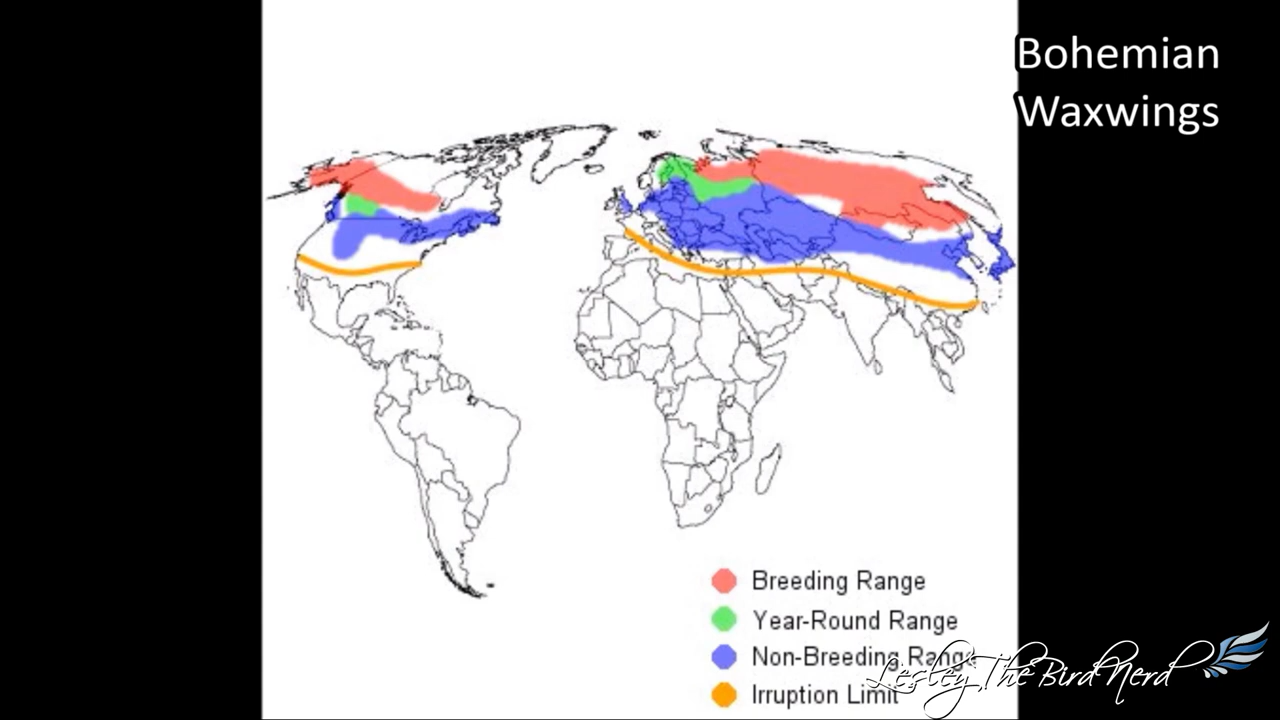 Bohemian
Waxwings
Breeding Range
Year-Round Range
Non-Breeding Range
Irruption Limit
Lesley The Bird Nerd